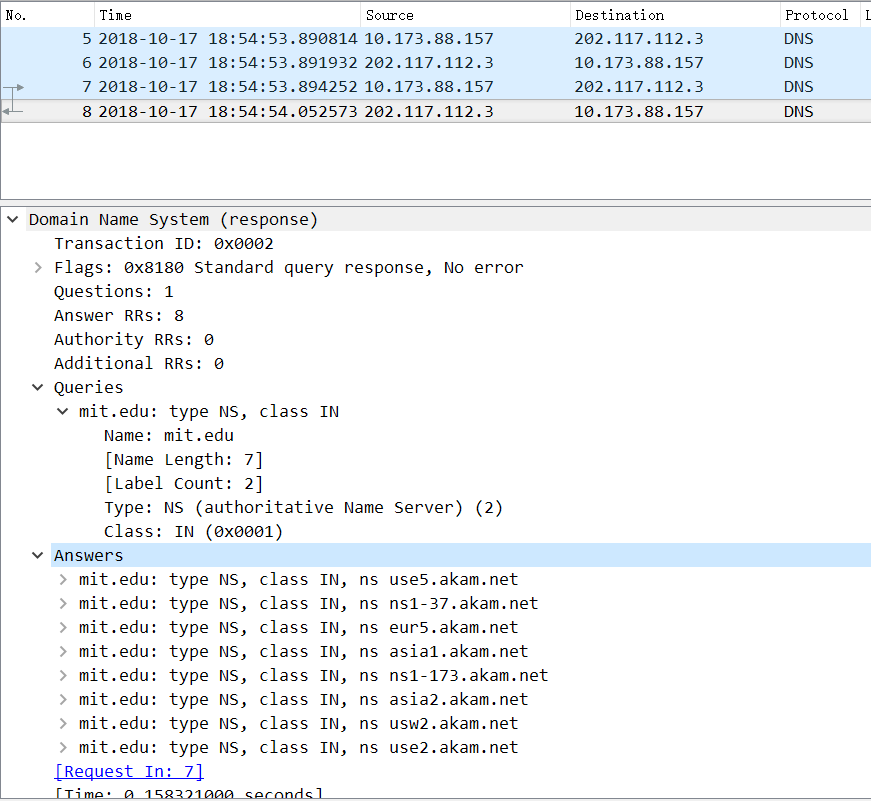 No. Time Source Destination Protocol L
5 2018-10-17 18:54:53.890814 10.173.88.157 202.117.112.3 DNS
6 2018-10-17 18:54:53.891932 202.117.112.3 10.173.88.157 DNS
7 2018-10-17 18:54:53.894252 10.173.88.157 202.117.112.3 DNS
8 2018-10-17 18:54:54.052573 202.117.112.3 10.173.88.157 DNS
Domain Name System (response)
Transaction ID: 0x0002
Flags: 0x8180 Standard query response, No error
Questions: 1
Answer RRs: 8
Authority RRs: 0
Additional RRs: 0
Queries
mit.edu: type NS, class IN
Name: mit.edu
[Name Length: 7]
[Label Count: 2]
Type: NS (authoritative Name Server) (2)
Class: IN (0x0001)
Answers
mit.edu: type NS, class IN, ns use5.akam.net
mit.edu: type NS, class IN, ns ns1-37.akam.net
mit.edu: type NS, class IN, ns eur5.akam.net
mit.edu: type NS, class IN, ns asia1.akam.net
mit.edu: type NS, class IN, ns ns1-173.akam.net
mit.edu: type NS, class IN, ns asia2.akam.net
mit.edu: type NS, class IN, ns usw2.akam.net
mit.edu: type NS, class IN, ns use2.akam.net
[Request In: 7]
[Time: 0.158321000 seconds]